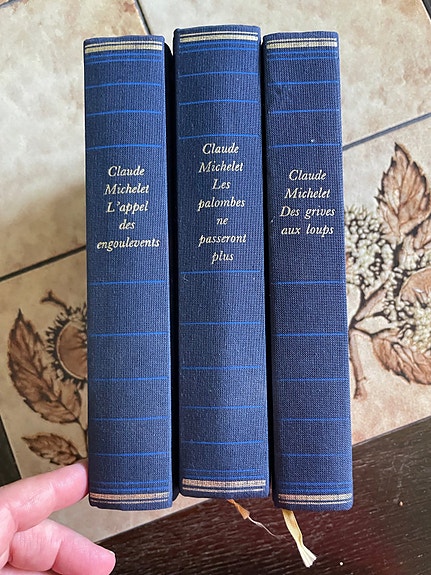 Claude
Michelet
L'appel
des
engoulevents
Claude
Michelet
Les
palombes
ne
passeront
plus
Claude
Michelet
Des grives
aux loups